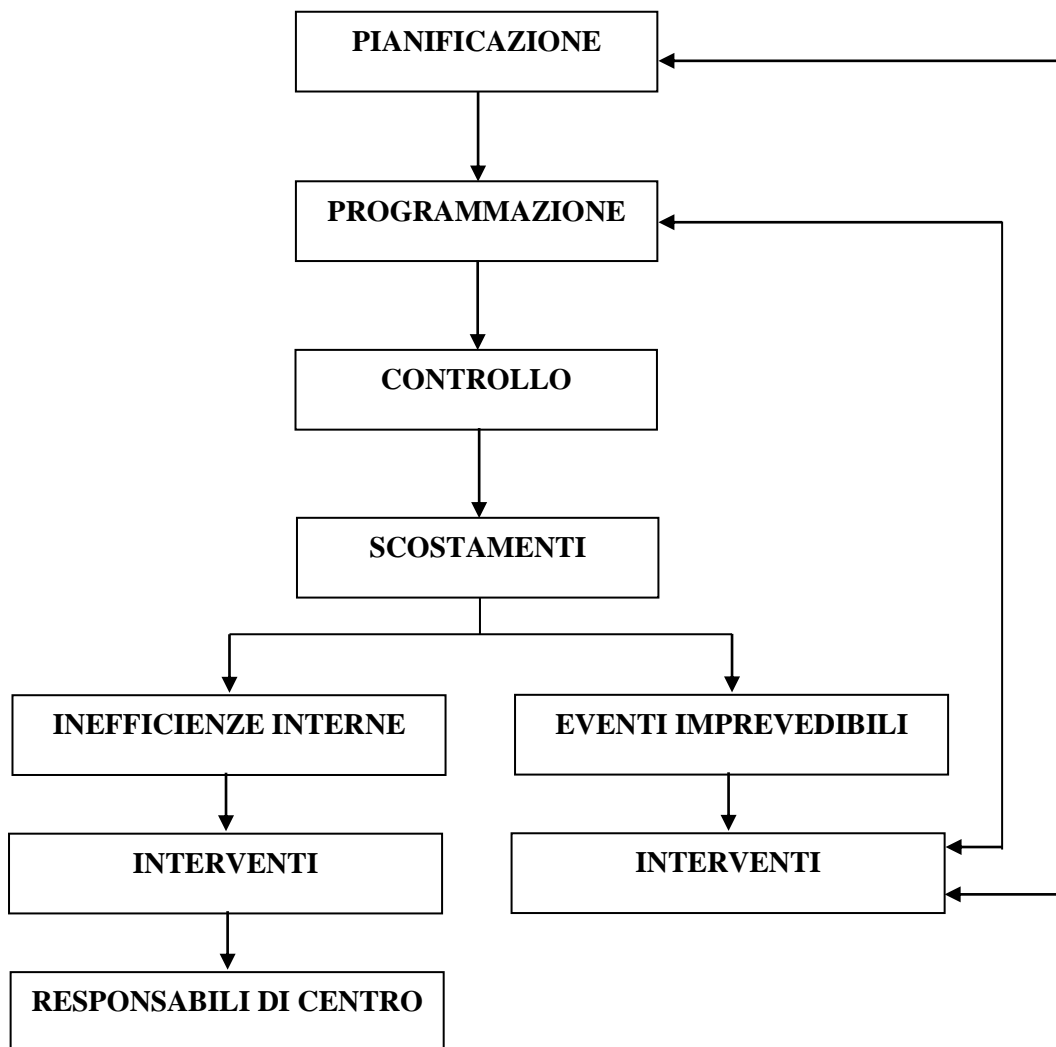 PIANIFICAZIONE
PROGRAMMAZIONE
CONTROLLO
SCOSTAMENTI
INEFFICIENZE INTERNE
EVENTI IMPREVEDIBILI
INTERVENTI
INTERVENTI
RESPONSABILI DI CENTRO